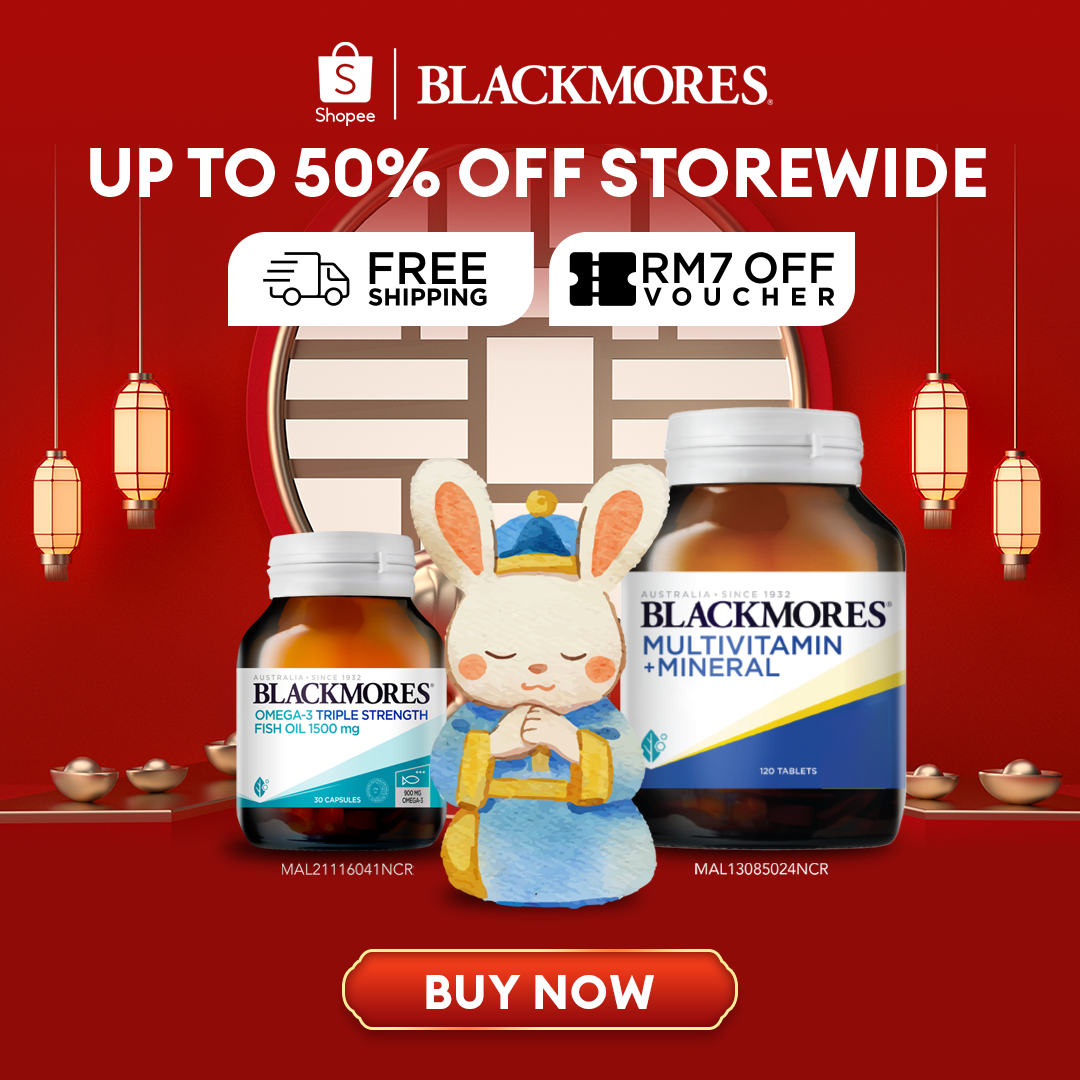 S
Shopee
BLACKMORES®
UP TO 50% OFF STOREWIDE
FREE
SHIPPING
RM7 OFF
VOUCHER
AUSTRALIA • SINCE 1932
BLACKMORES®
OMEGA-3 TRIPLE STRENGTH
FISH OIL 1500 mg
30 CAPSULES
900 MG
OMEGA-3
MAL21116041NCR
AUSTRALIA • SINCE 1932
BLACKMORES®
MULTIVITAMIN
+MINERAL
120 TABLETS
MAL13085024NCR
BUY NOW